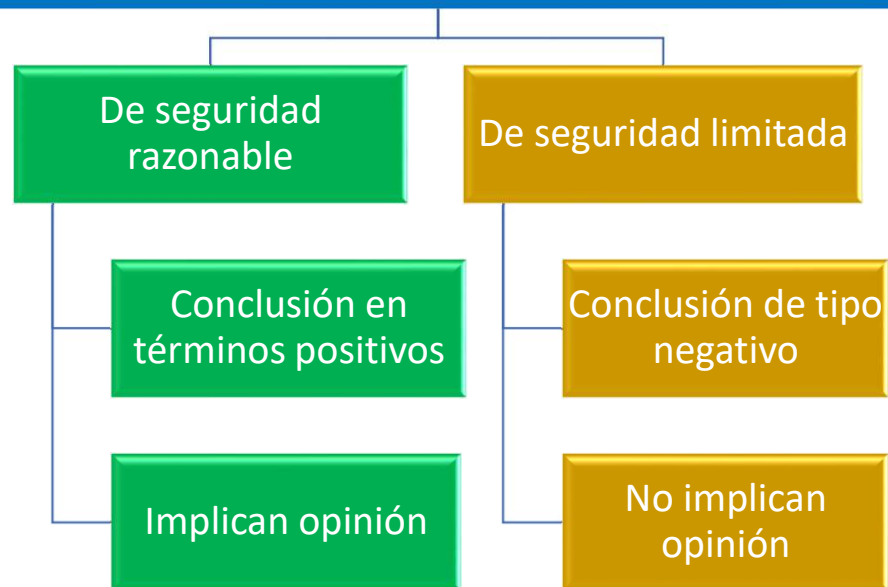 De seguridad
razonable
De seguridad limitada
Conclusión en
términos positivos
Conclusión de tipo
negativo
Implican opinión
No implican
opinión